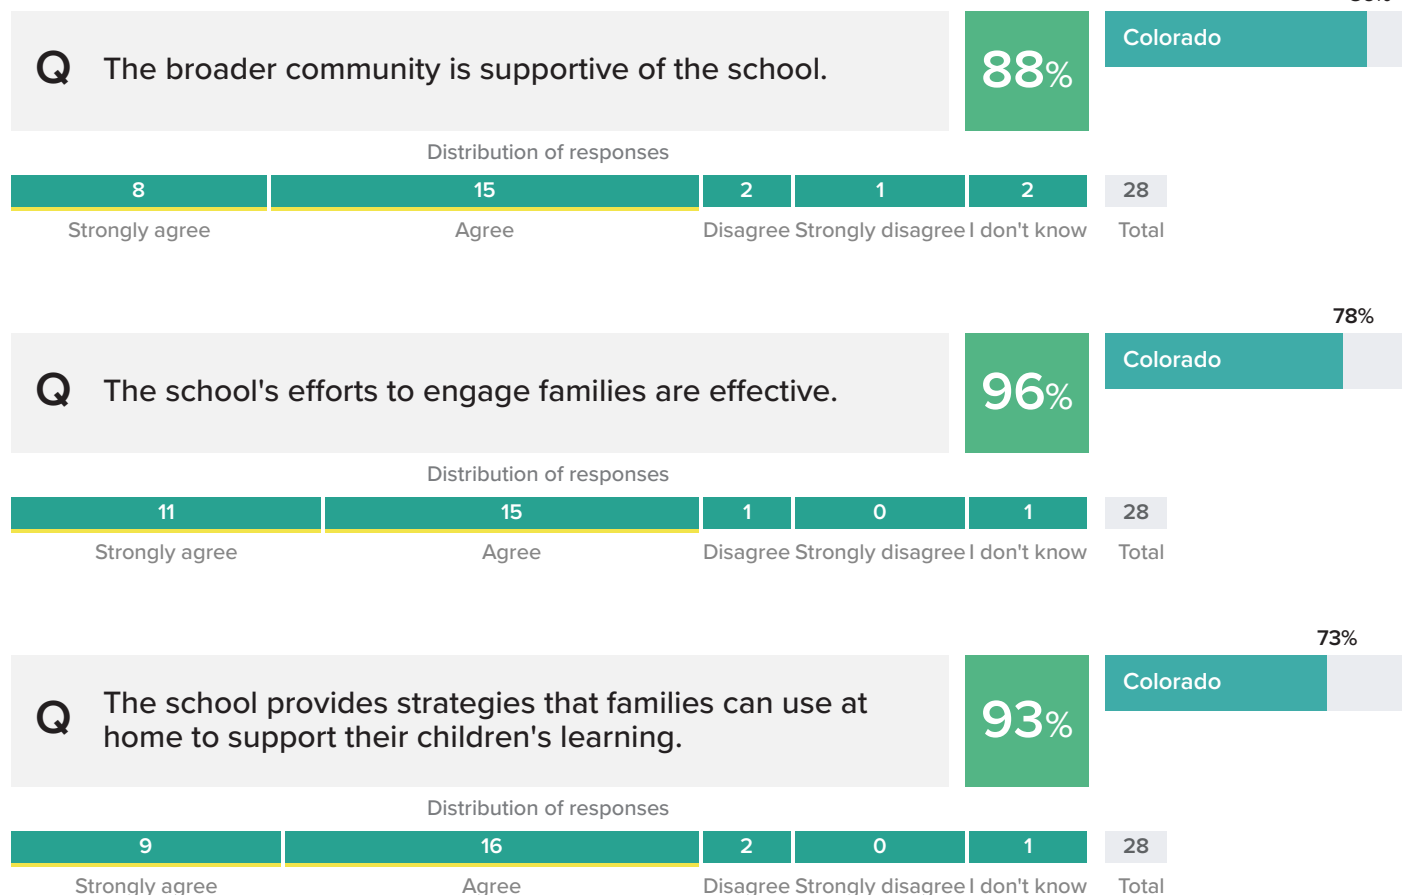 Colorado
Q The broader community is supportive of the school.
88%
Distribution of responses
8 15 2 1 2 28
Strongly agree Agree Disagree Strongly disagree I don't know Total
78%
Colorado
Q The school's efforts to engage families are effective.
96%
Distribution of responses
11 15 1 0 1 28
Strongly agree Agree Disagree Strongly disagree I don't know Total
73%
Colorado
Q The school provides strategies that families can use at
home to support their children's learning.
93%
Distribution of responses
9 16 2 0 1 28
Strongly agree Agree Disagree Strongly disagree I don't know Total